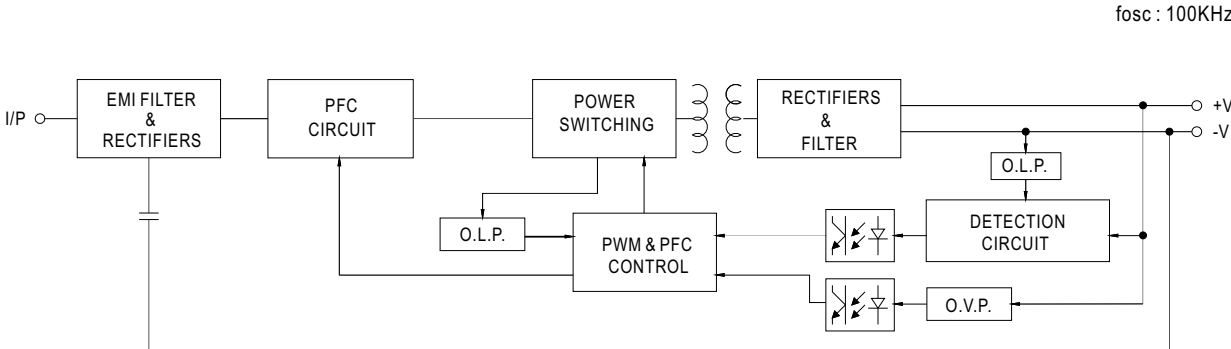 fosc : 100KHz
I/P
EMI FILTER
&
RECTIFIERS
PFC
CIRCUIT
POWER
SWITCHING
RECTIFIERS
&
FILTER
+V
-V
O.L.P.
O.L.P.
PWM & PFC
CONTROL
DETECTION
CIRCUIT
O.V.P.